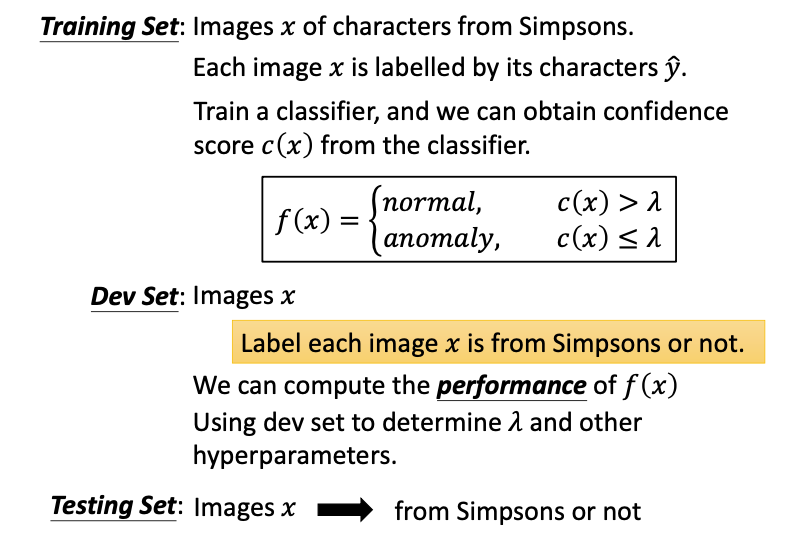 Training Set: Images x of characters from Simpsons.
Each image x is labelled by its characters ŷ.
Train a classifier, and we can obtain confidence
score c(x) from the classifier.
f(x) = { normal, c(x) > λ
anomaly, c(x) ≤ λ
Dev Set: Images x
Label each image x is from Simpsons or not.
We can compute the performance of f(x)
Using dev set to determine λ and other
hyperparameters.
Testing Set: Images x ➡ from Simpsons or not